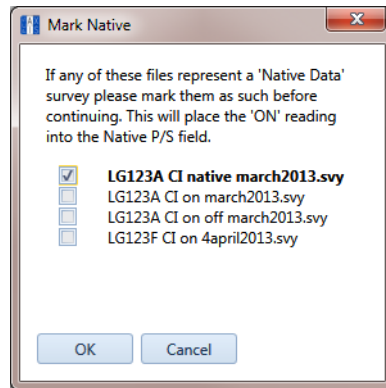 Mark Native
If any of these files represent a 'Native Data'
survey please mark them as such before
continuing. This will place the 'ON' reading
into the Native P/S field.
LG123A CI native march2013.svy
LG123A CI on march2013.svy
LG123A CI on off march2013.svy
LG123F CI on 4april2013.svy
OK Cancel